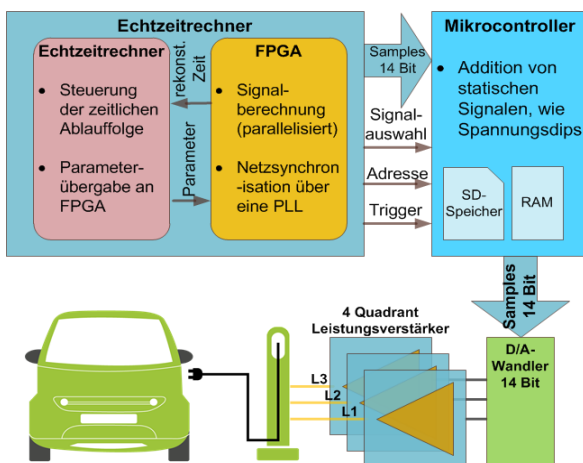 Echtzeitrechner
Echtzeitrechner
• Steuerung
der zeitlichen
Ablauffolge
• Parameter-
übergabe an
FPGA
rekonst.
Zeit
Parameter
FPGA
• Signal-
berechnung
(parallelisiert)
• Netzsynchron
-isation über
eine PLL
Samples
14 Bit
Signal-
auswahl
Adresse
Trigger
Mikrocontroller
• Addition von
statischen
Signalen, wie
Spannungsdips
SD-
Speicher
RAM
Samples
14 Bit
4 Quadrant
Leistungsverstärker
L3
L2
L1
D/A-
Wandler
14 Bit